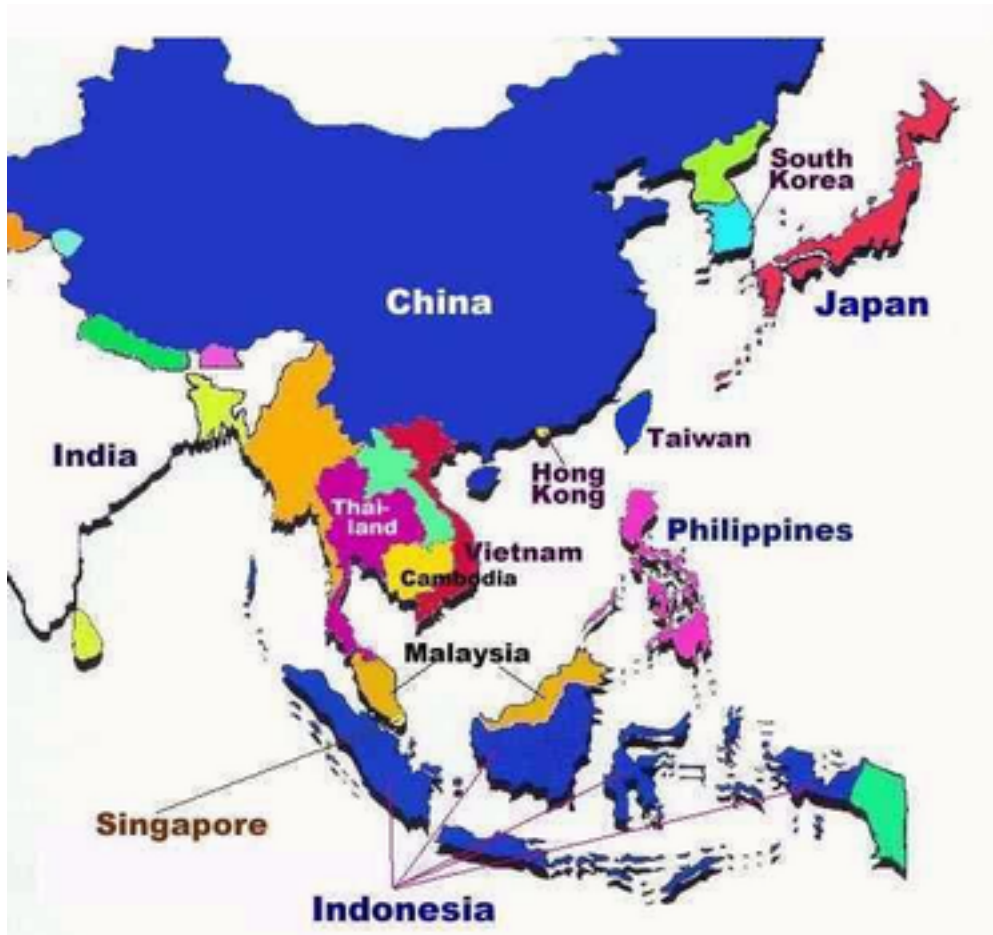 South
Korea
China
Japan
Taiwan
India
Hong
Kong
Thai-
land
Philippines
Vietnam
Cambodia
Malaysia
Singapore
Indonesia